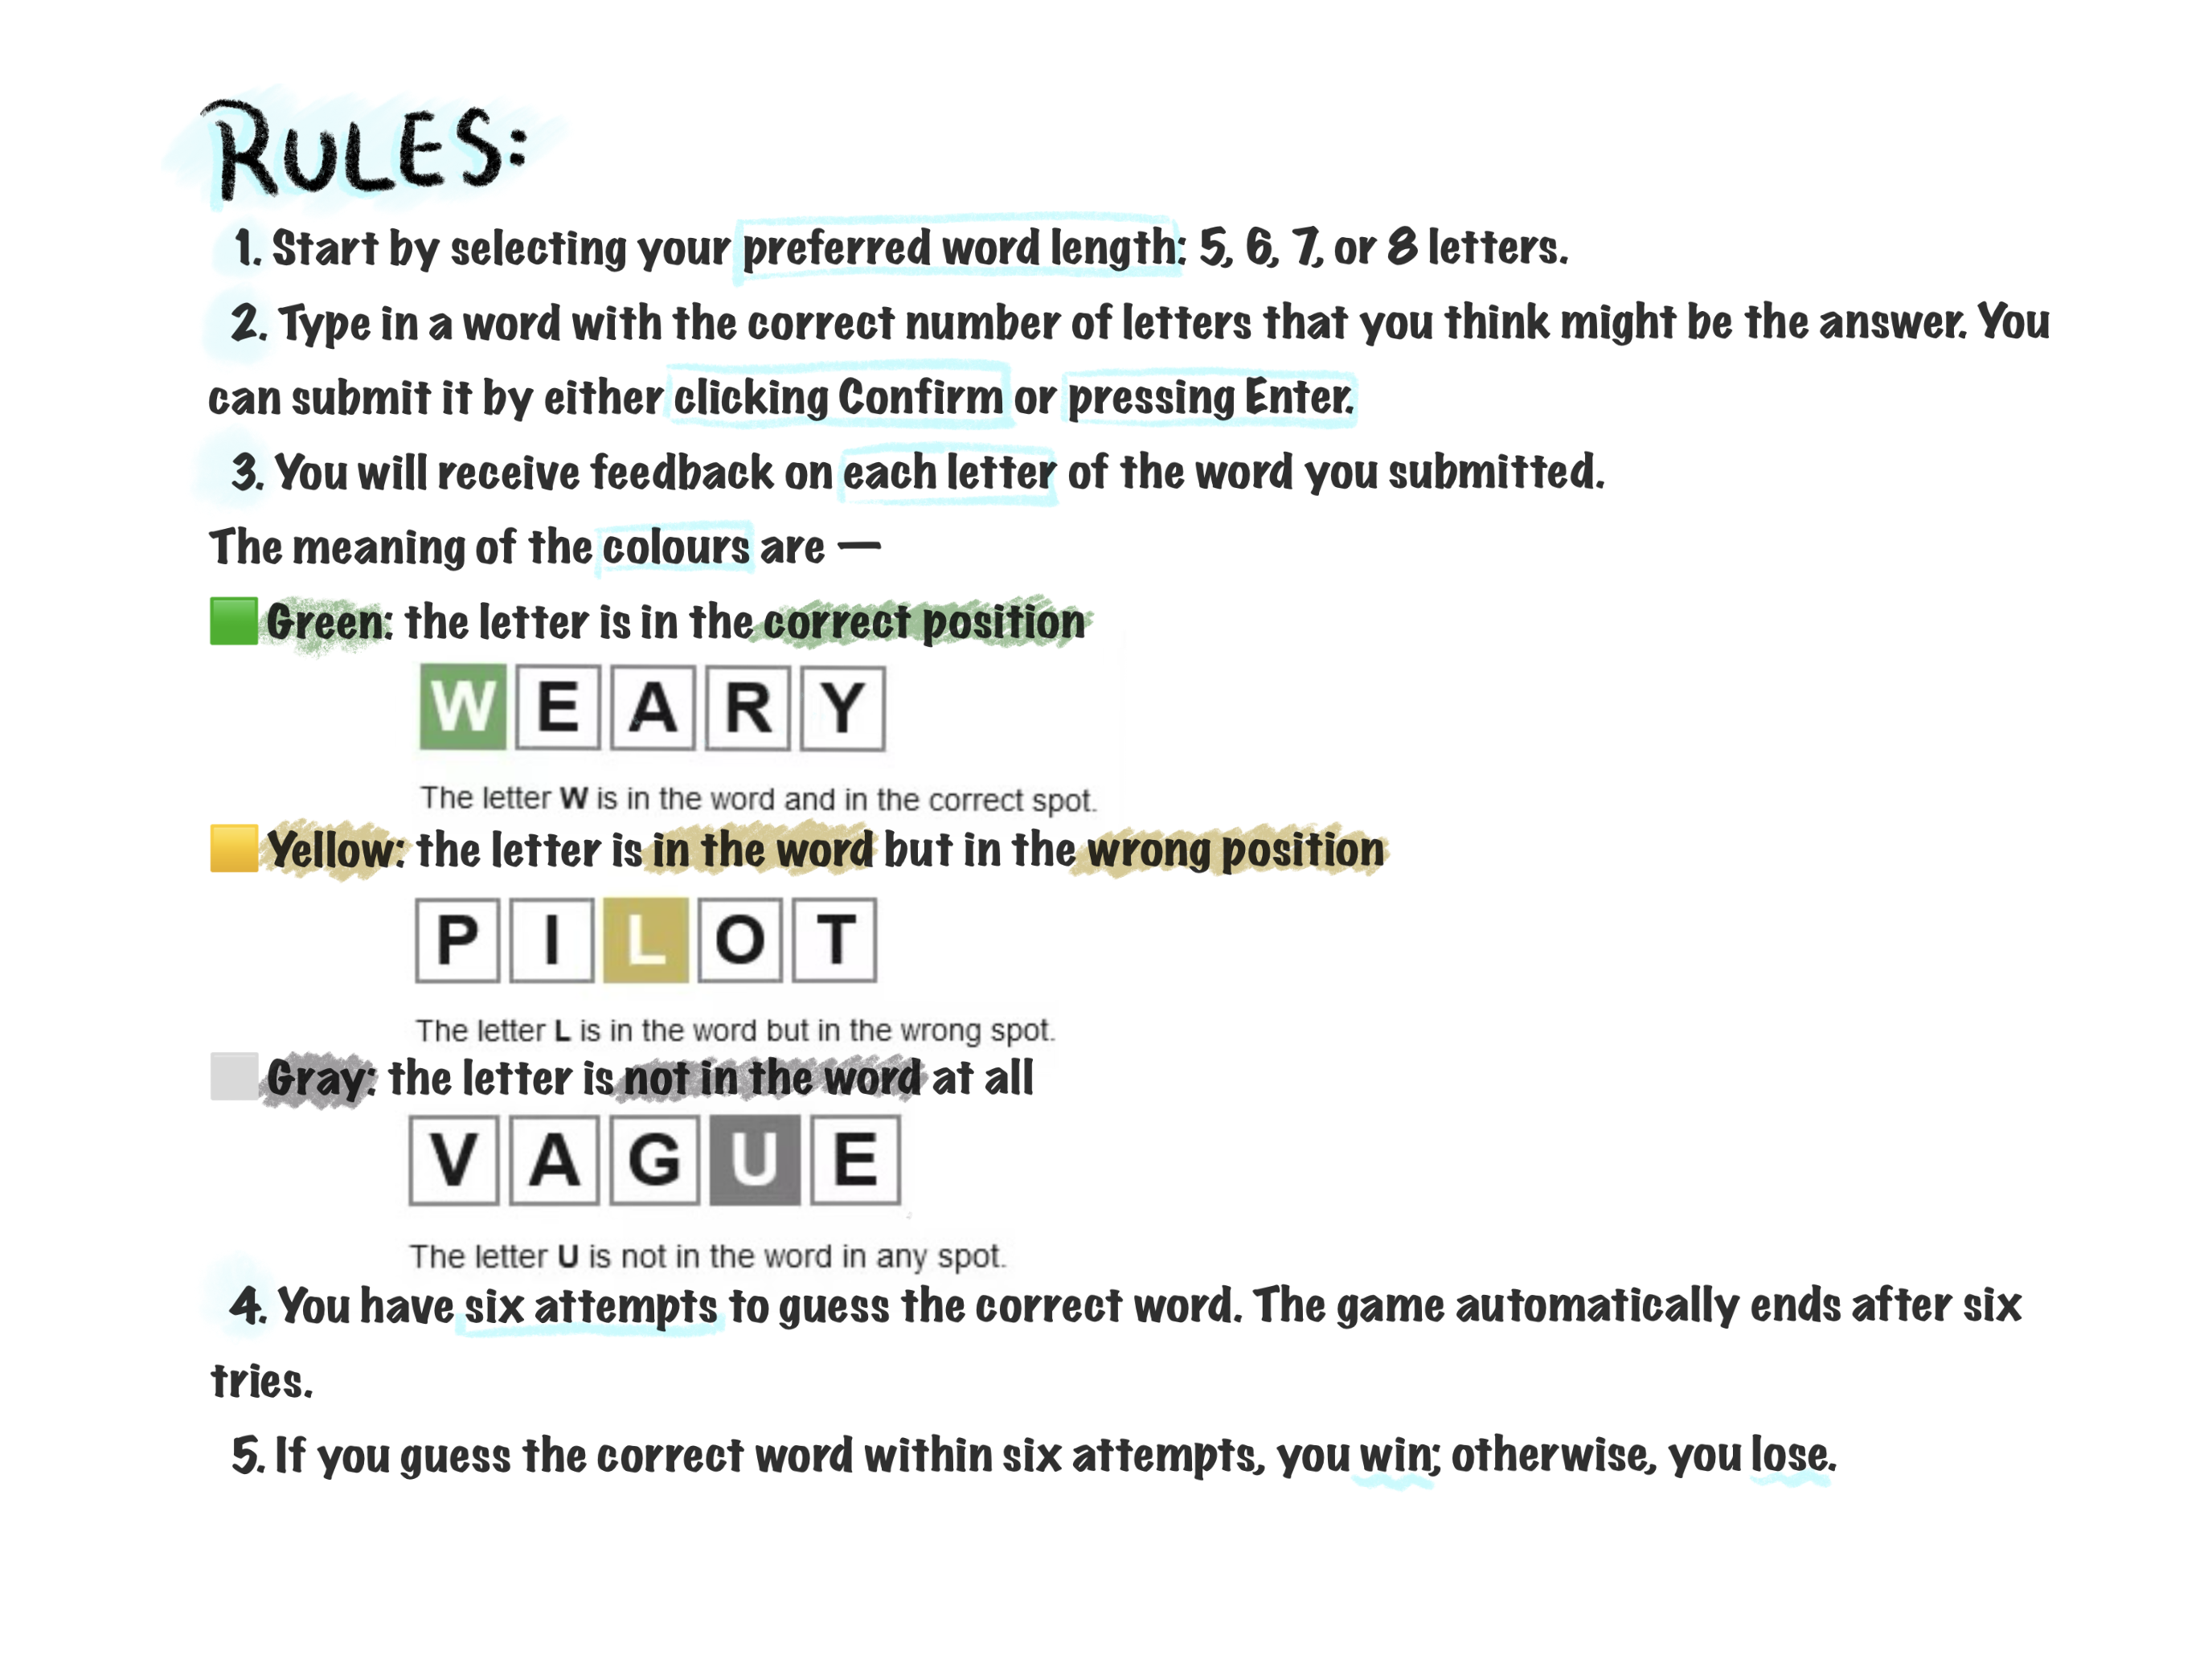 RULES:
1. Start by selecting your preferred word length: 5, 6, 7, or 8 letters.
2. Type in a word with the correct number of letters that you think might be the answer. You
can submit it by either clicking Confirm or pressing Enter.
3. You will receive feedback on each letter of the word you submitted.
The meaning of the colours are —
Green: the letter is in the correct position
W E A R Y
The letter W is in the word and in the correct spot.
Yellow: the letter is in the word but in the wrong position
P I L O T
The letter L is in the word but in the wrong spot.
Gray: the letter is not in the word at all
V A G U E
The letter U is not in the word in any spot.
4. You have six attempts to guess the correct word. The game automatically ends after six
tries.
5. If you guess the correct word within six attempts, you win; otherwise, you lose.